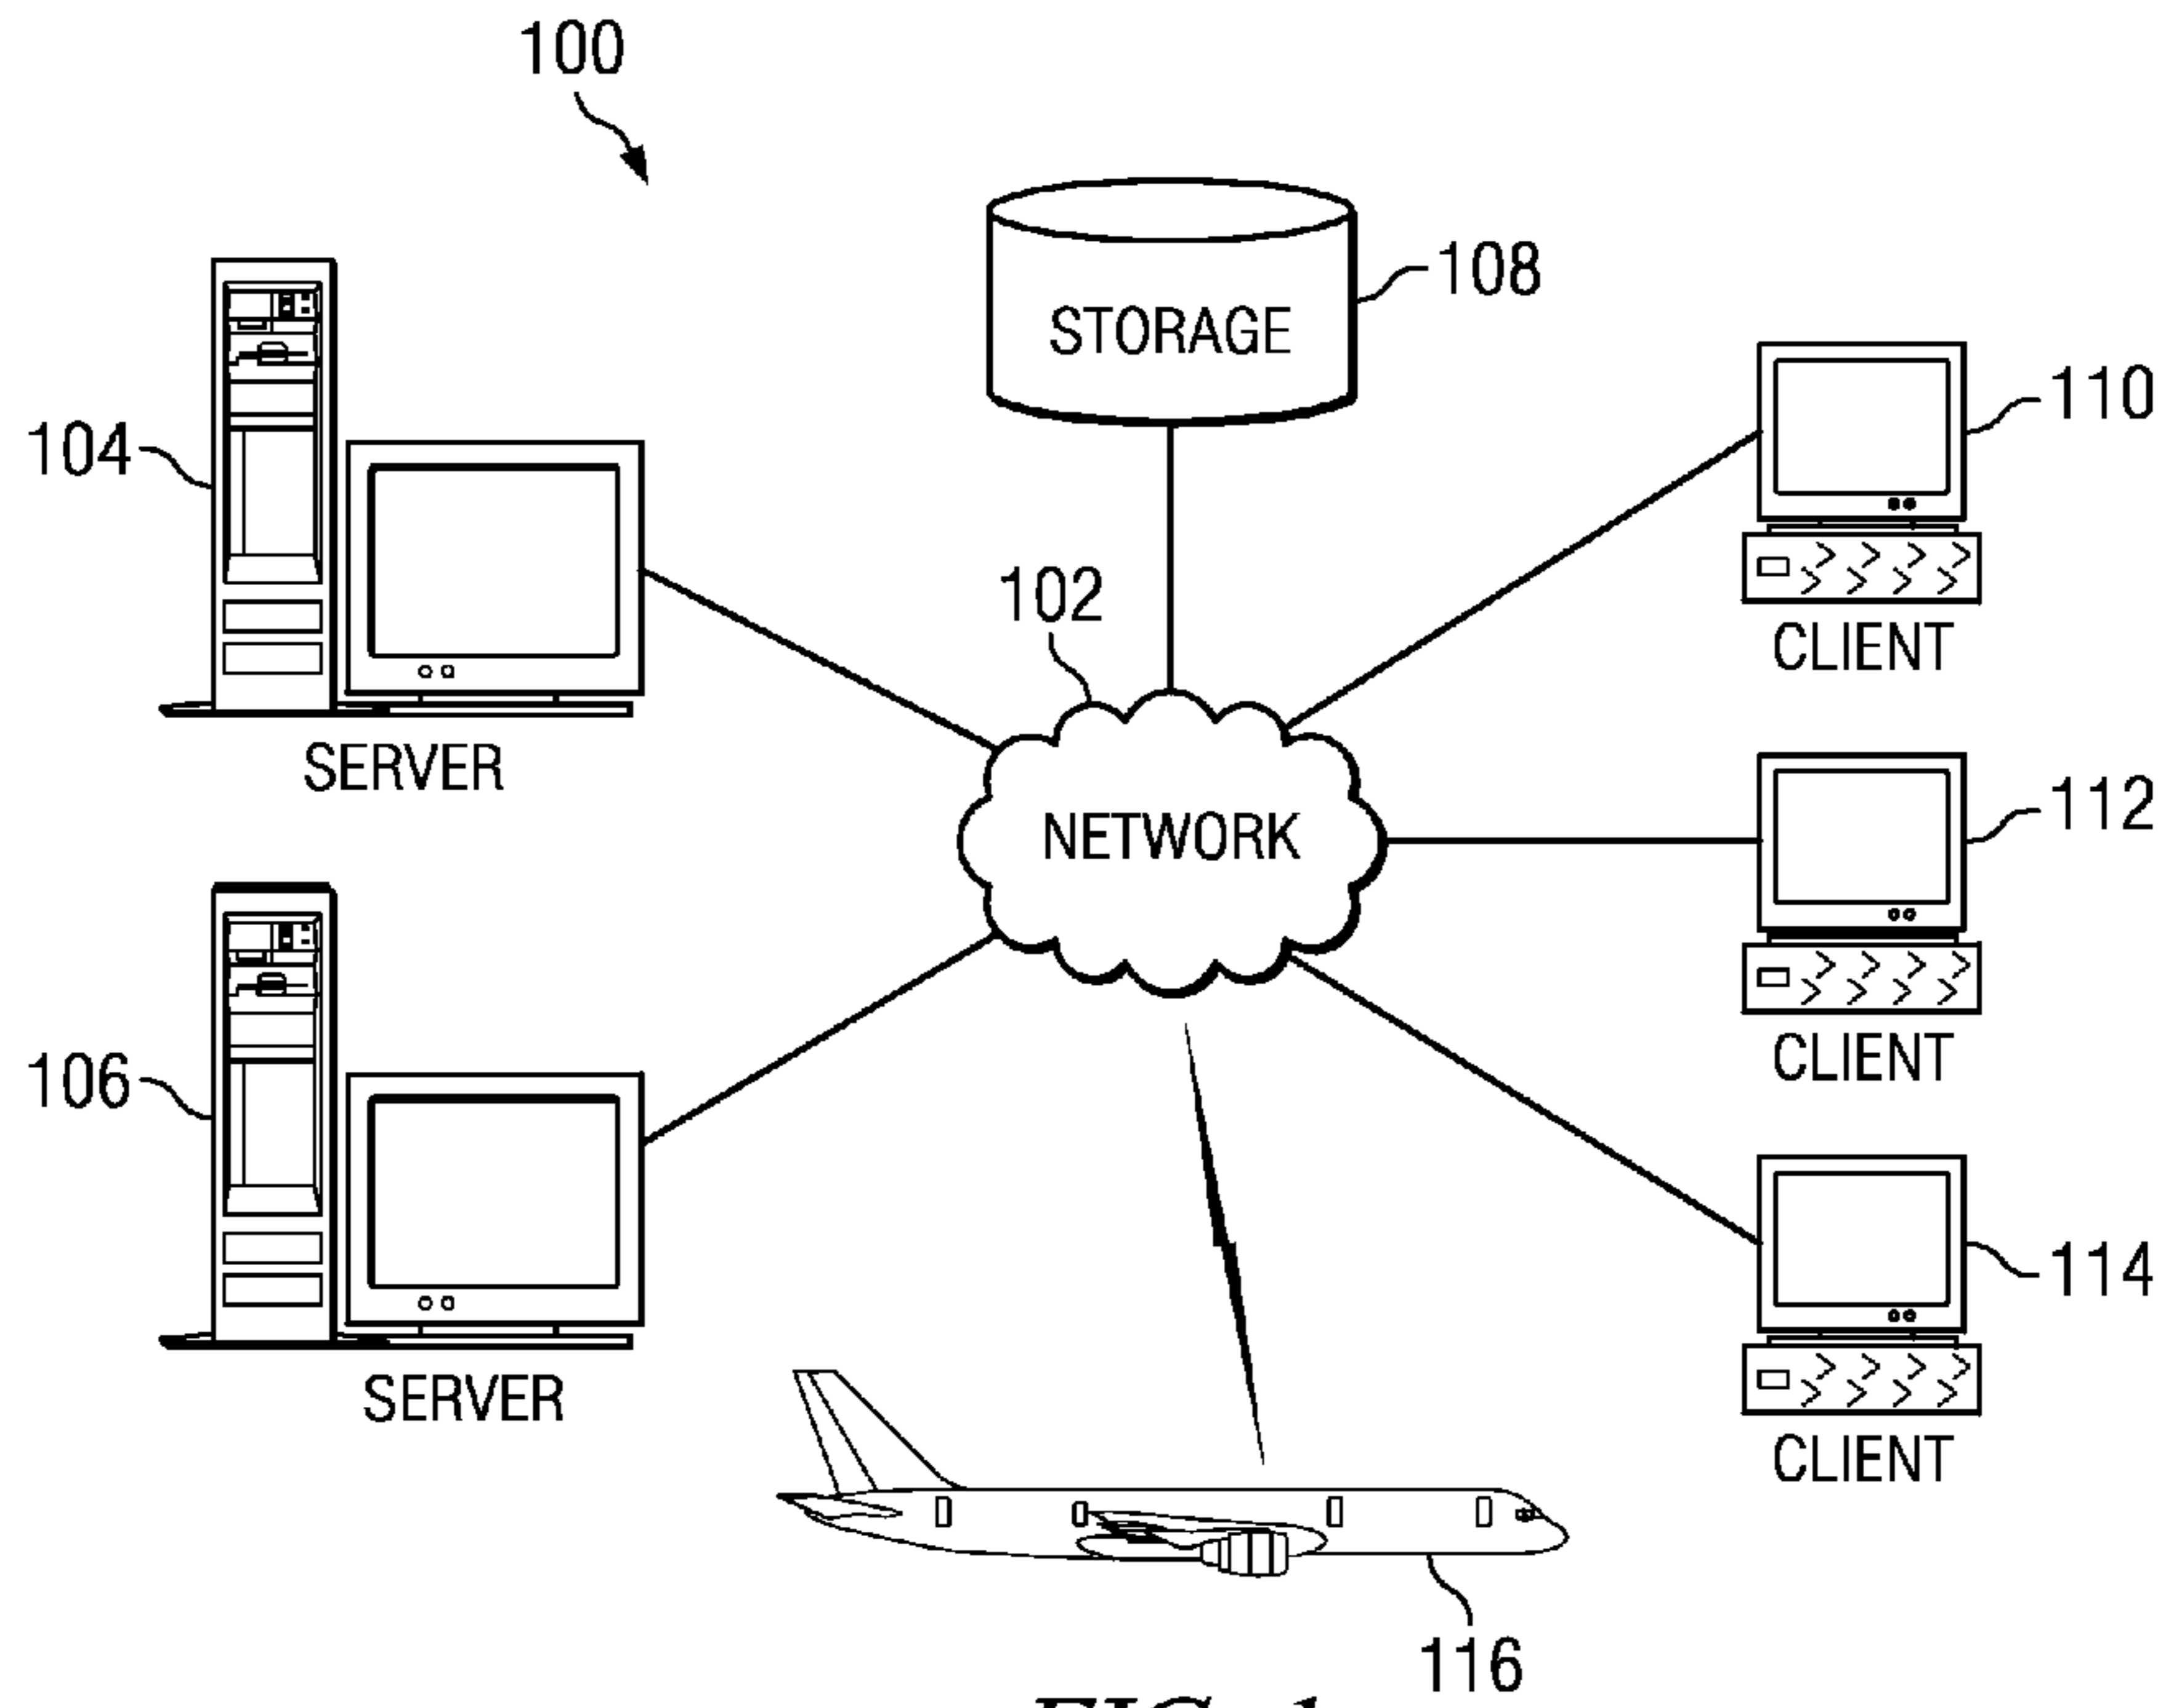 100
108
STORAGE
110
104
102
CLIENT
SERVER
112
NETWORK
106
CLIENT
114
SERVER
CLIENT
116